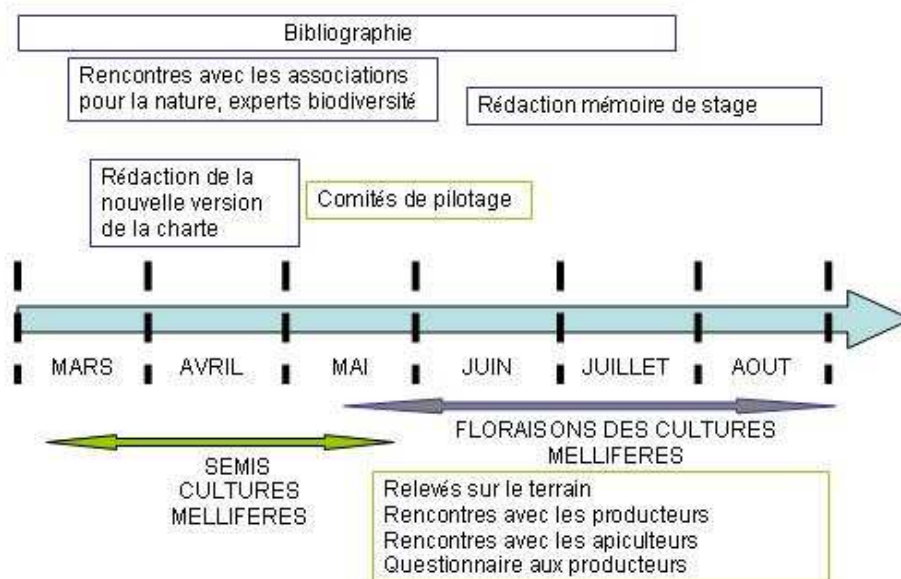 Bibliographie
Rencontres avec les associations
pour la nature, experts biodiversité
Rédaction mémoire de stage
Rédaction de la
nouvelle version
de la charte
Comités de pilotage
MARS
AVRIL
MAI
JUIN
JUILLET
AOUT
SEMIS
CULTURES
MELLIFERES
FLORAISONS DES CULTURES
MELLIFERES
Relevés sur le terrain
Rencontres avec les producteurs
Rencontres avec les apiculteurs
Questionnaire aux producteurs